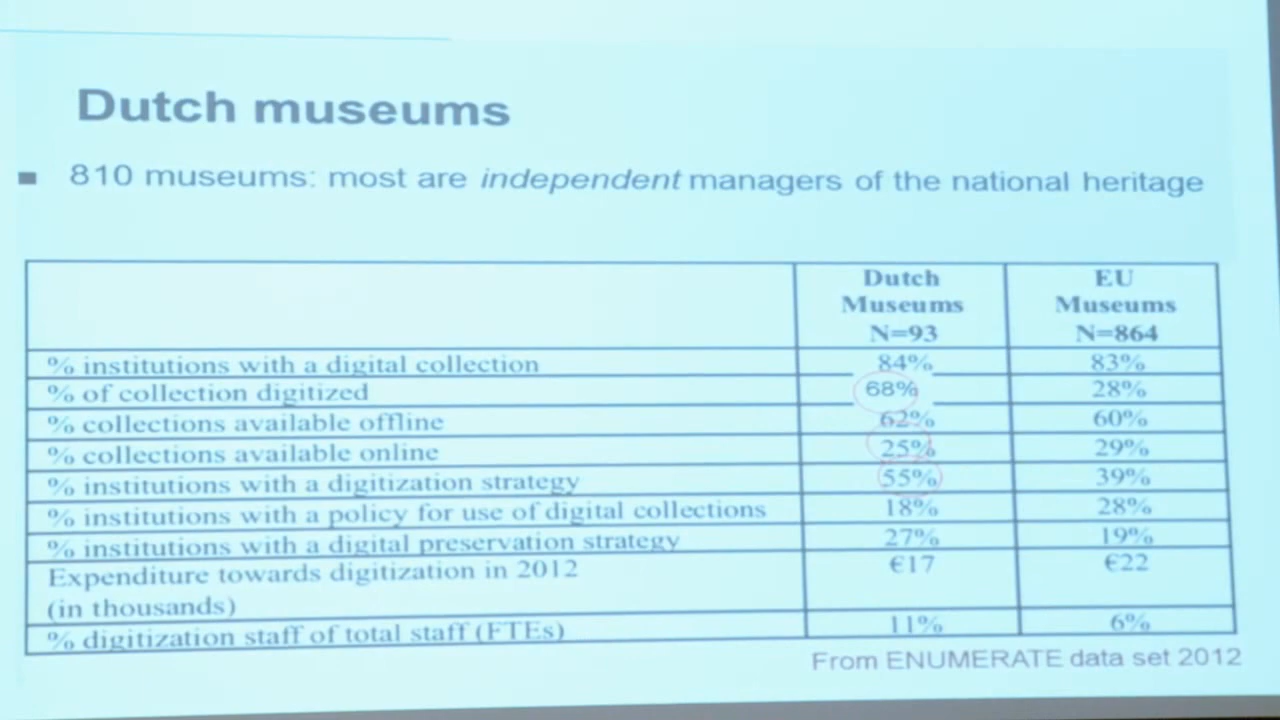 Dutch museums
▪ 810 museums: most are independent managers of the national heritage
Dutch Museums N=93 EU Museums N=864
% institutions with a digital collection 84% 83%
% of collection digitized 68% 28%
% collections available offline 62% 60%
% collections available online 25% 29%
% institutions with a digitization strategy 55% 39%
% institutions with a policy for use of digital collections 18% 28%
% institutions with a digital preservation strategy 27% 19%
Expenditure towards digitization in 2012 €17 €22
(in thousands)
% digitization staff of total staff (FTEs) 11% 6%
From ENUMERATE data set 2012